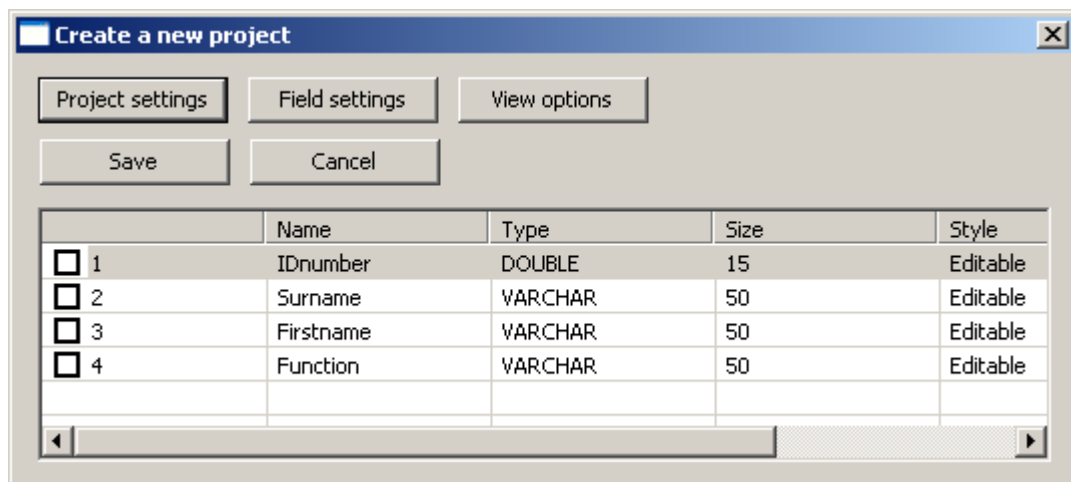 Create a new project
Project settings Field settings View options
Save Cancel
Name Type Size Style
1 IDnumber DOUBLE 15 Editable
2 Surname VARCHAR 50 Editable
3 Firstname VARCHAR 50 Editable
4 Function VARCHAR 50 Editable